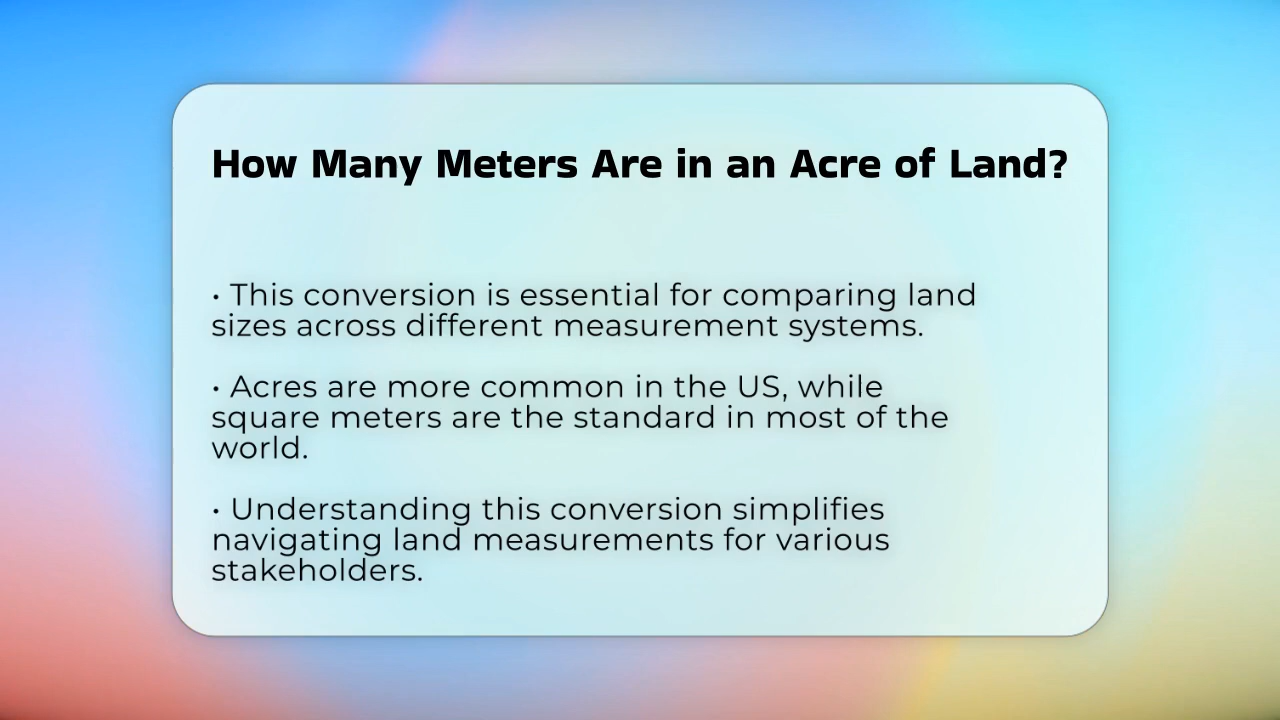 How Many Meters Are in an Acre of Land?
• This conversion is essential for comparing land
sizes across different measurement systems.
• Acres are more common in the US, while
square meters are the standard in most of the
world.
• Understanding this conversion simplifies
navigating land measurements for various
stakeholders.